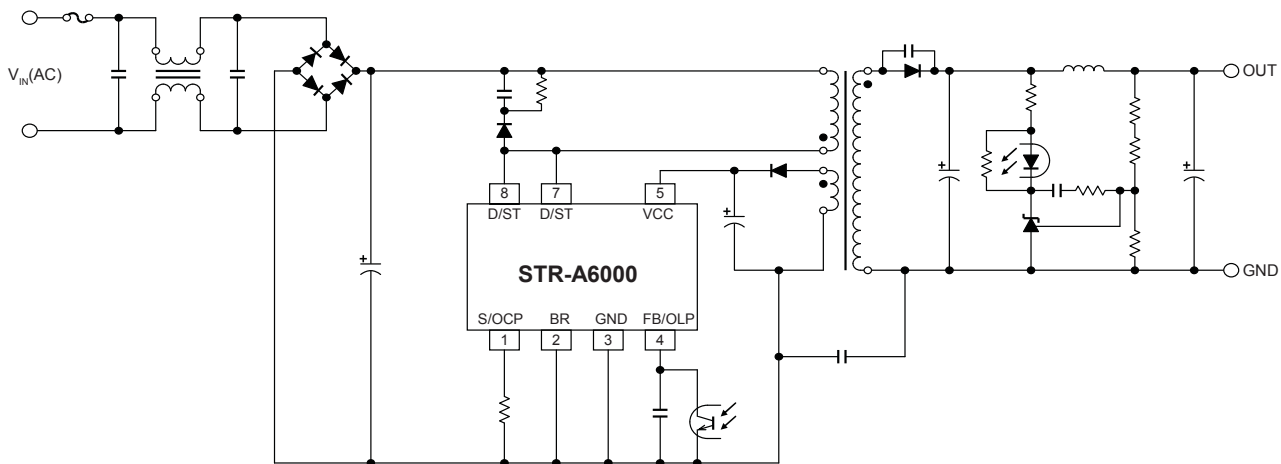 OUT
V_IN(AC)
8 7 5
D/ST D/ST VCC
STR-A6000
GND
S/OCP BR GND FB/OLP
1 2 3 4
+
+
+
+